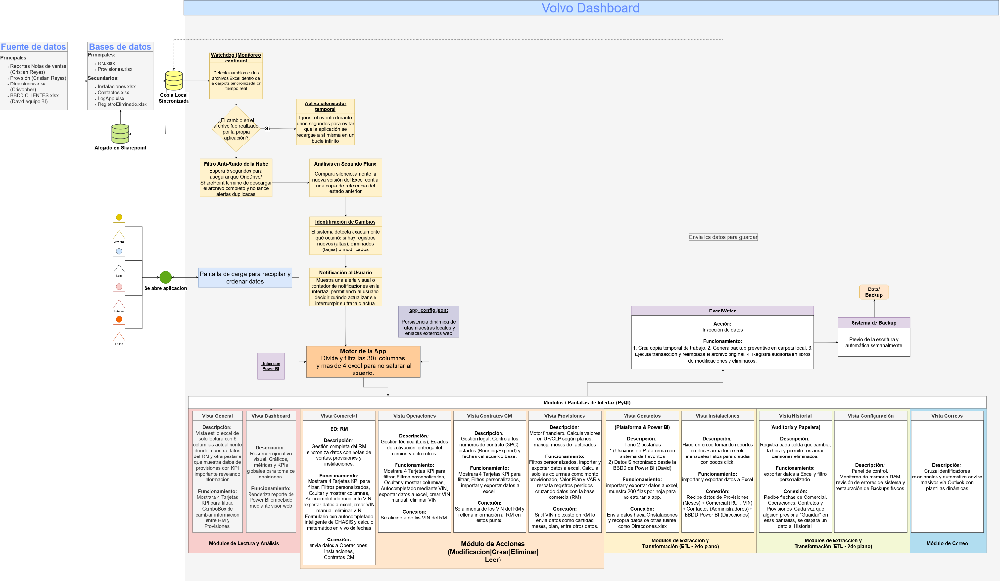 Volvo Dashboard
Fuente de datos
Principales
Reportes Notas de ventas
(Cristian Reyes)
Provisión (Cristian Reyes)
Direcciones.xlsx
(Cristopher)
BBDD CLIENTES.xlsx
(David equipo BI)
Bases de datos
Principales:
RM.xlsx
Provisiones.xlsx
Secundarios:
Instalaciones.xlsx
Contactos.xlsx
LogApp.xlsx
RegistroEliminado.xlsx
Copia Local
Sincronizada
Alojado en Sharepoint
Watchdog (Monitoreo
continuo)
Detecta cambios en los
archivos Excel dentro de
la carpeta sincronizada en
tiempo real
¿El cambio en el
archivo fue realizado
por la propia
aplicación?
Si
Activa silenciador
temporal
Ignora el evento durante
unos segundos para evitar
que la aplicación se
recargue a sí misma en un
bucle infinito
Filtro Anti-Ruido de la Nube
Espera 5 segundos para
asegurar que OneDrive/
SharePoint termine de descargar
el archivo completo y no lance
alertas duplicadas
Análisis en Segundo Plano
Compara silenciosamente la
nueva versión del Excel contra
una copia de referencia del
estado anterior
Identificación de Cambios
El sistema detecta exactamente
qué ocurrió: si hay registros
nuevos (altas), eliminados
(bajas) o modificados
Notificación al Usuario
Muestra una alerta visual o
contador de notificaciones en la
interfaz, permitiendo al usuario
decidir cuándo actualizar sin
interrumpir su trabajo actual
Javiera
Luis
Felipe
Se abre aplicacion
Pantalla de carga para recopilar y
ordenar datos
app_config.json:
Persistencia dinámica de
rutas maestras locales y
enlaces externos web
Motor de la App
Divide y filtra las 30+ columnas
y mas de 4 excel para no saturar al
usuario.
Unión con
Power BI
Envia los datos para guardar
ExcelWriter
Acción:
Inyección de datos
Funcionamiento:
1. Crea copia temporal de trabajo. 2. Genera backup preventivo en carpeta local. 3.
Ejecuta transacción y reemplaza el archivo original. 4. Registra auditoría en libros
de modificaciones y eliminados.
Data/
Backup
Sistema de Backup
Previo de la escritura y
automática semanalmente
Módulos / Pantallas de Interfaz (PyQt)
Vista General
Descripción:
Vista estilo excel de
solo lectura con 6
columnas actualmente
donde muestra datos
del RM y otra pestaña
que muestra datos de
provisiones con KPI
importante revelando
informacion.
Funcionamiento:
Mostrara 4 Tarjetas
KPI para filtrar,
ComboBox de
cambiar informacion
entre RM y
Provisiones.
Vista Dashboard
Descripción:
Resumen ejecutivo
visual. Gráficos,
métricas y KPIs
globales para toma de
decisiones.
Funcionamiento:
Renderiza reporte de
Power BI embebido
mediante visor web
Módulos de Lectura y Análisis
Vista Comercial
BD: RM
Descripción:
Gestión completa del RM
sincroniza datos con notas de
ventas, provisiones y
instalaciones.
Funcionamiento:
Mostrara 4 Tarjetas KPI para
filtrar, Filtros personalizados,
Ocultar y mostrar columnas,
Autocompletado mediante VIN,
exportar datos a excel, crear VIN
manual, eliminar VIN
Formulario con autocompletado
inteligente de CHASIS y cálculo
matemático en vivo de fechas
Conexión:
envia datos a Operaciones,
Instalaciones,
Contratos CM
Vista Operaciones
Descripción:
Gestión técnica (Luis), Estados
de activación, entrega del
camión y entre otros.
Funcionamiento:
Mostrara 4 Tarjetas KPI para
filtrar, Filtros personalizados,
Ocultar y mostrar columnas,
Autocompletado mediante VIN,
exportar datos a excel, crear VIN
manual, eliminar VIN.
Conexión:
Se alimneta de los VIN del RM.
Vista Contratos CM
Descripción:
Gestión legal, Controla los
numeros de contrato (3PC),
estados (Running/Expired) y
fechas del acuerdo base.
Funcionamiento:
Mostrara 4 Tarjetas KPI para
filtrar, Filtros personalizados,
importar y exportar datos a
excel.
Conexión:
Se alimenta de los VIN del RM y
rellena información al RM en
estos punto.
Vista Provisiones
Descripción:
Motor financiero. Calcula valores
en UF/CLP según planes,
maneja meses de facturados
Funcionamiento:
Filtros personalizados, importar y
exportar datos a excel, Calcula
solo las columnas como monto
provisionado, Valor Plan y VAR y
rescata registros perdidos
cruzando datos con la base
comercia (RM)
Conexión:
Si el VIN no existe en RM lo
envia datos como cantidad
meses, plan, entre otros datos.
Módulo de Acciones
(Modificacion|Crear|Eliminar|
Leer)
Vista Contactos
(Plataforma & Power BI)
Descripción:
Tiene 2 pestañas
1) Usuarios de Plataforma con
sistema de Favoritos
2) Datos Sincronizado desde la
BBDD de Power BI (David)
Funcionamiento:
importar y exportar datos a excel,
muestra 200 filas por hoja para
no saturar la app.
Conexión:
Envia datos hacia Onstalaciones
y recopila datos de otras fuente
como Direcciones.xlsx
Vista Instalaciones
Descripción:
Hace un cruce tomando reportes
crudos y arma los excels
mensuales listos para claudia
con pocos click.
Funcionamiento:
importar y exportar datos a Excel
Conexión:
Recibe datos de Provisiones
(Meses) + Comercial (RUT, VIN)
+ Contactos (Administradores) +
BBDD Power BI (Direcciones).
Módulos de Extracción y
Transformación (ETL - 2do plano)
Vista Historial
(Auditoría y Papelera)
Descripción:
Registra cada celda que cambia,
la hora y permite restaurar
camiones eliminados.
Funcionamiento:
exportar datos a Excel y filtro
personalizado.
Conexión:
Recibe flechas de Comercial,
Operaciones, Contratos y
Provisiones. Cada vez que
alguien presiona "Guardar" en
esas pantallas, se dispara un
dato al Historial.
Vista Configuración
Descripción:
Panel de control.
Monitoreo de memoria RAM,
revisión de errores de sistema y
restauración de Backups físicos.
Módulos de Extracción y
Transformación (ETL - 2do plano)
Vista Correos
Descripción:
Cruza identificadores
relacionales y automatiza envíos
masivos vía Outlook con
plantillas dinámicas
Módulo de Correo